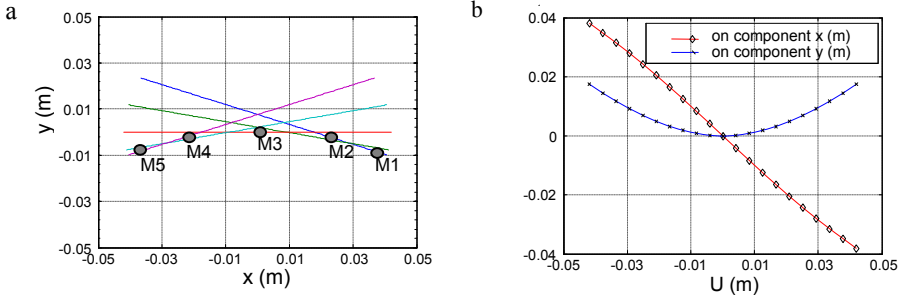 a
0.05
0.03
0.01
-0.01
-0.03
-0.05
y (m)
M5
M4
M3
M2
M1
-0.05
-0.03
-0.01
0.01
0.03
0.05
x (m)
b
0.04
0.02
0
-0.02
-0.04
on component x (m)
on component y (m)
-0.05
-0.03
-0.01
0.01
0.03
0.05
U (m)